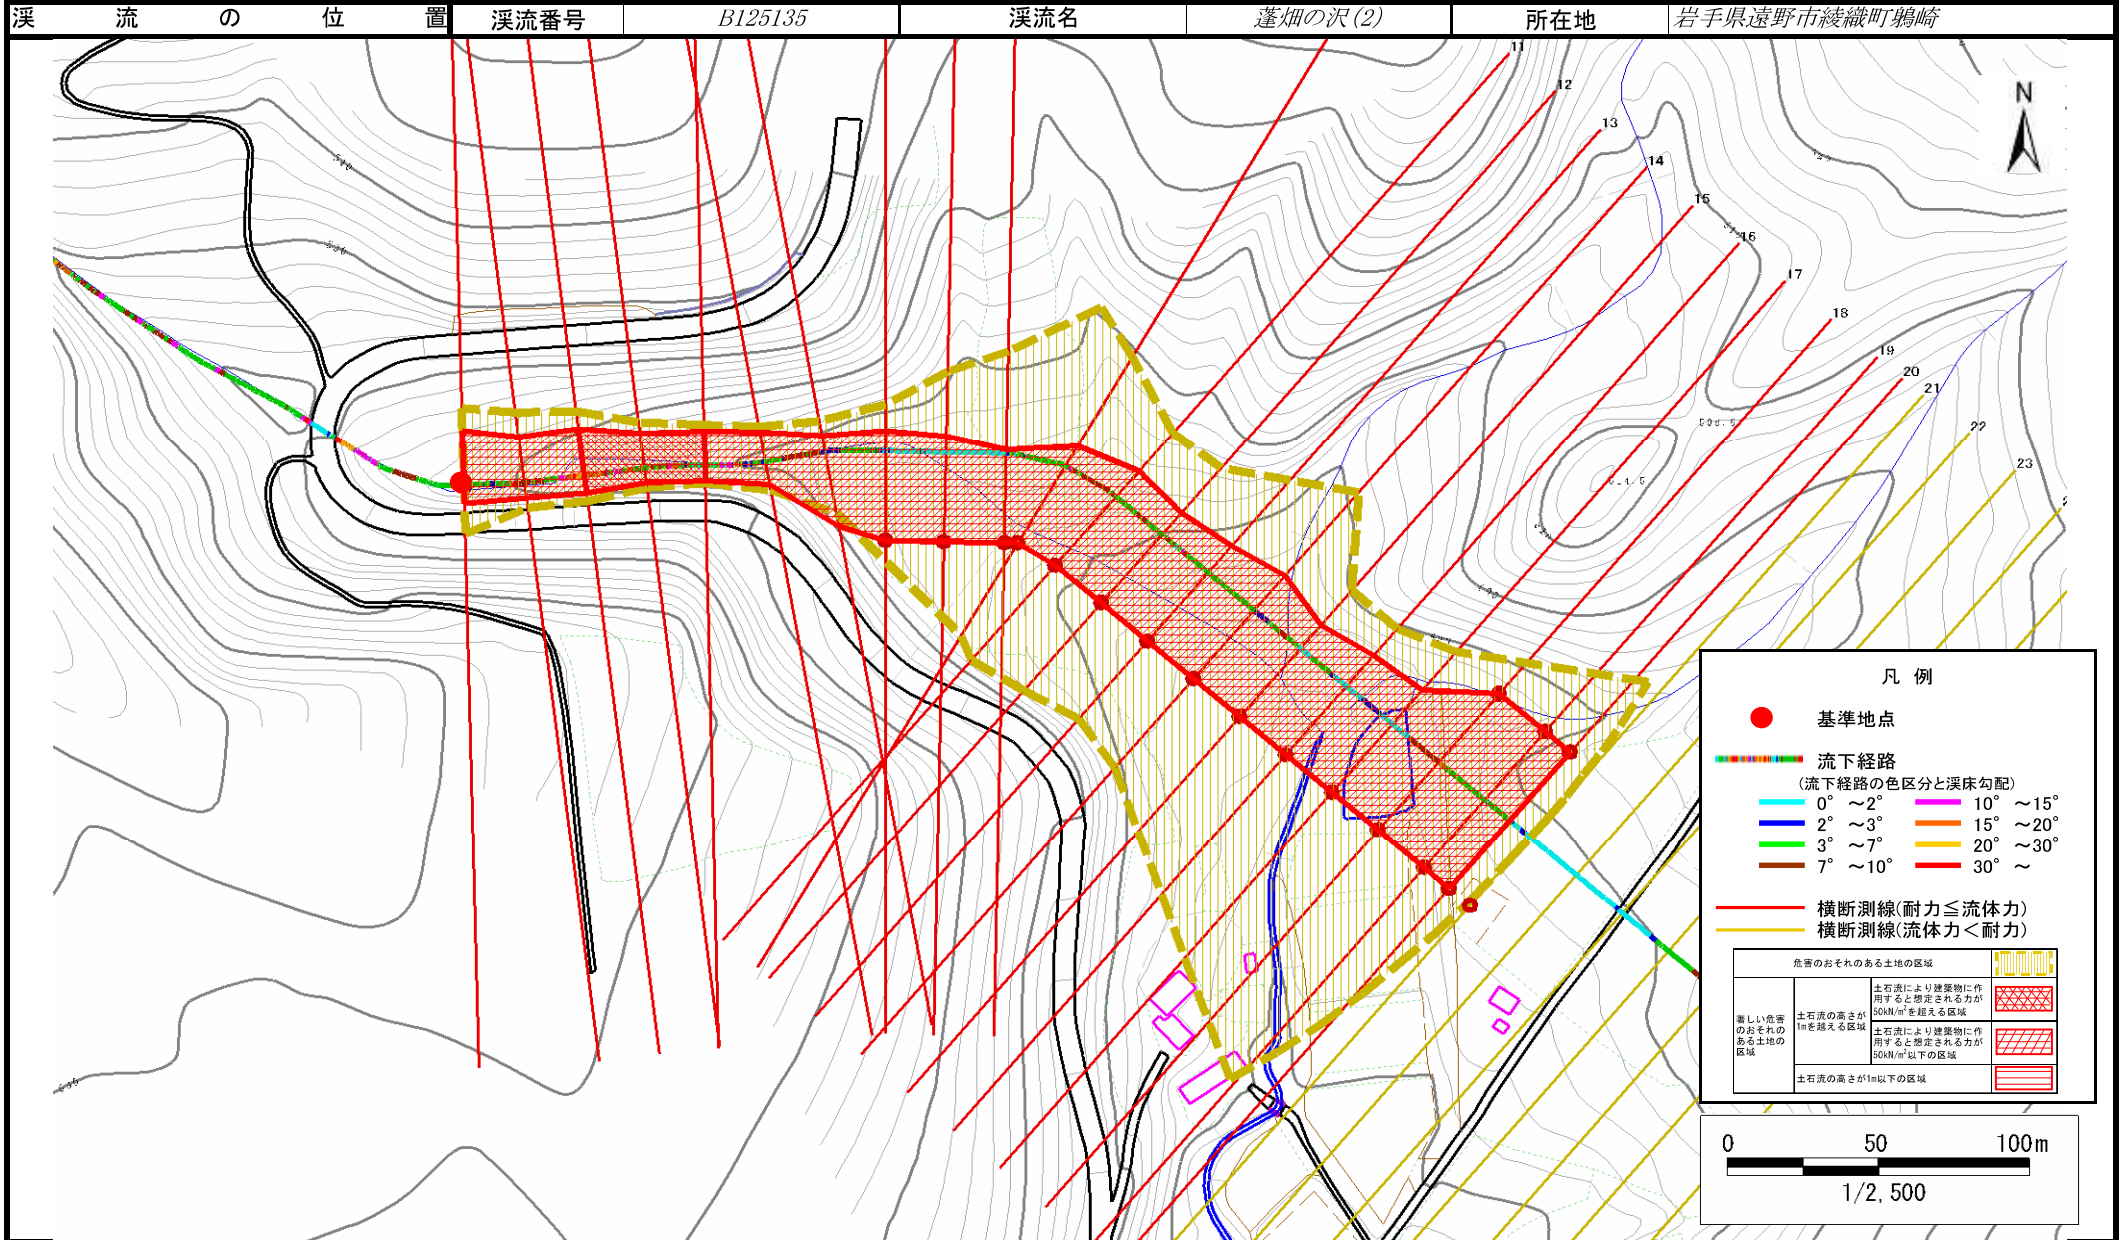 渓流の位置 渓流番号 B125135 渓流名 蓬畑の沢(2) 所在地 岩手県遠野市綾織町鵢崎
N
11
12
13
14
15
16
17
18
19
20
21
22
23
540
530
凡 例
基準地点
流下経路
(流下経路の色区分と渓床勾配)
0° ～2° 10° ～15°
2° ～3° 15° ～20°
3° ～7° 20° ～30°
7° ～10° 30° ～
横断測線(耐力≦流体力)
横断測線(流体力＜耐力)
危害のおそれのある土地の区域
著しい危害のおそれのある土地の区域
土石流の高さが1mを越える区域
土石流により建築物に作用すると想定される力が50kN/m²を超える区域
土石流により建築物に作用すると想定される力が50kN/m²以下の区域
土石流の高さが1m以下の区域
0 50 100m
1/2,500